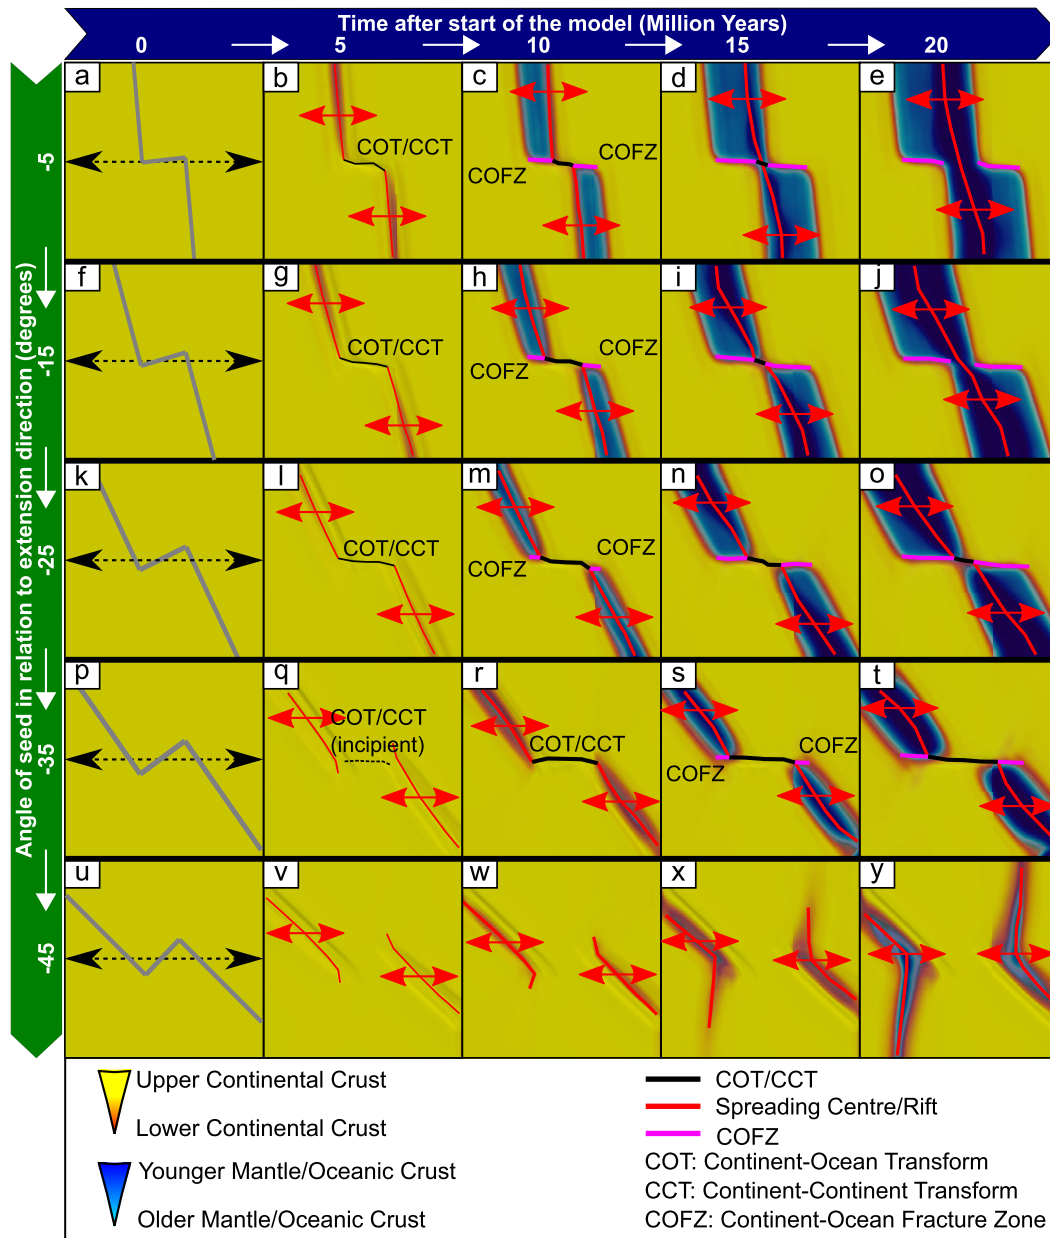 Time after start of the model (Million Years)
0 5 10 15 20
Angle of seed in relation to extension direction (degrees)
-5
a b c d e
COT/CCT
COFZ
COFZ
-15
f g h i j
COT/CCT
COFZ
COFZ
-25
k l m n o
COT/CCT
COFZ
COFZ
-35
p q r s t
COT/CCT
(incipient)
COT/CCT
COFZ
COFZ
-45
u v w x y
Upper Continental Crust
Lower Continental Crust
Younger Mantle/Oceanic Crust
Older Mantle/Oceanic Crust
COT/CCT
Spreading Centre/Rift
COFZ
COT: Continent-Ocean Transform
CCT: Continent-Continent Transform
COFZ: Continent-Ocean Fracture Zone